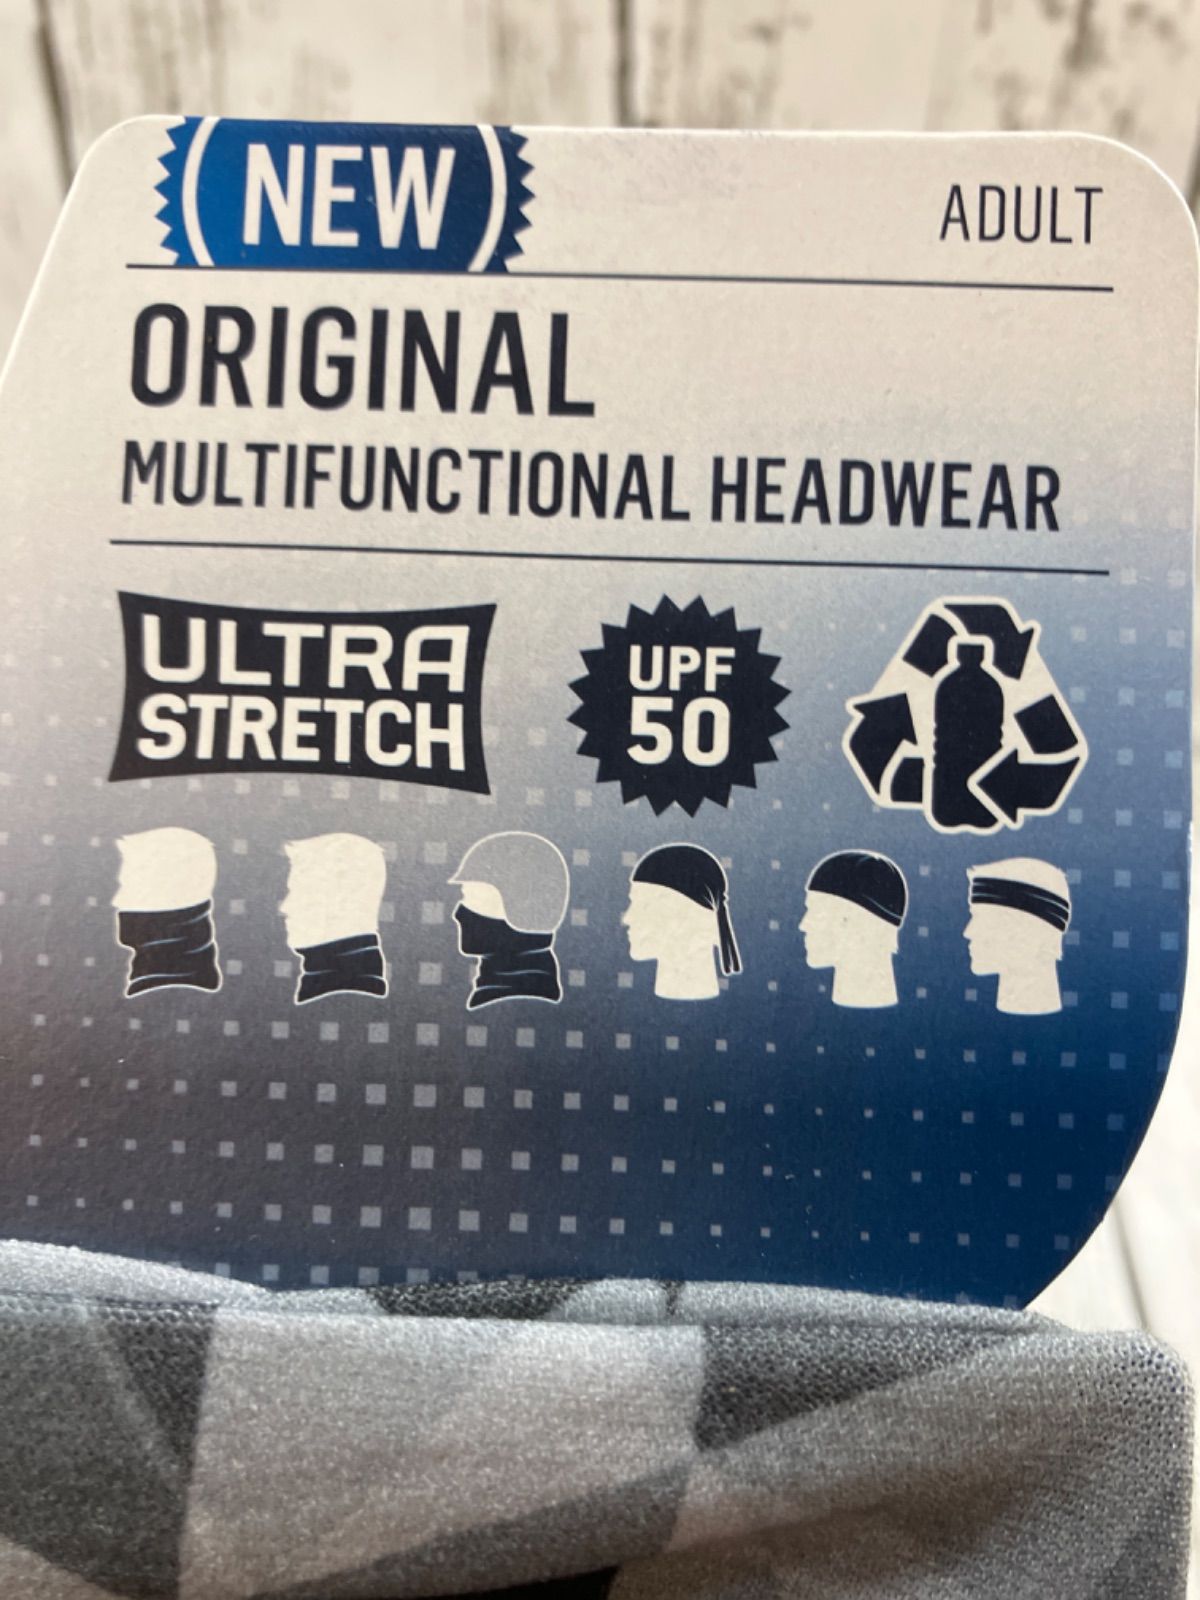 NEW
ADULT
ORIGINAL
MULTIFUNCTIONAL HEADWEAR
ULTRA
STRETCH
UPF
50